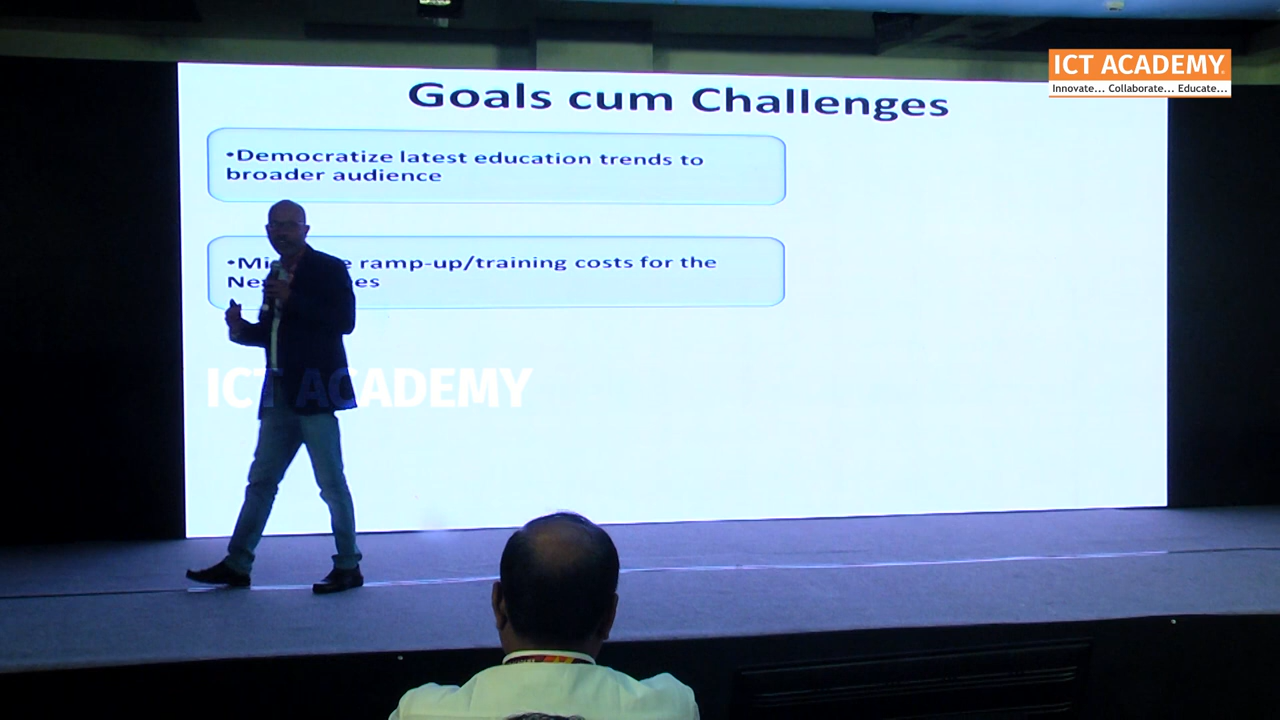 ICT ACADEMY
Innovate... Collaborate... Educate...
Goals cum Challenges
•Democratize latest education trends to
broader audience
ramp-up/training costs for the
ICT ACADEMY